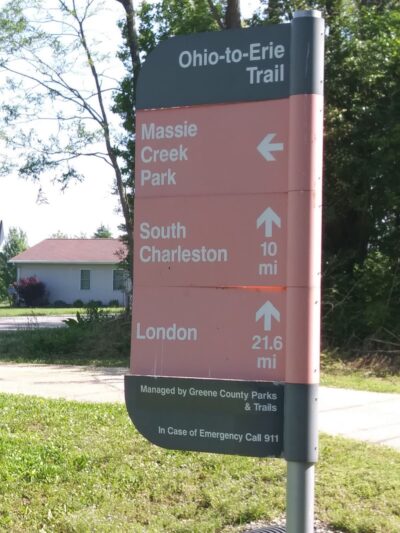 Ohio-to-Erie
Trail
Massie
Creek
Park
←
South
Charleston
↑
10
mi
London
↑
21.6
mi
Managed by Greene County Parks
& Trails
In Case of Emergency Call 911